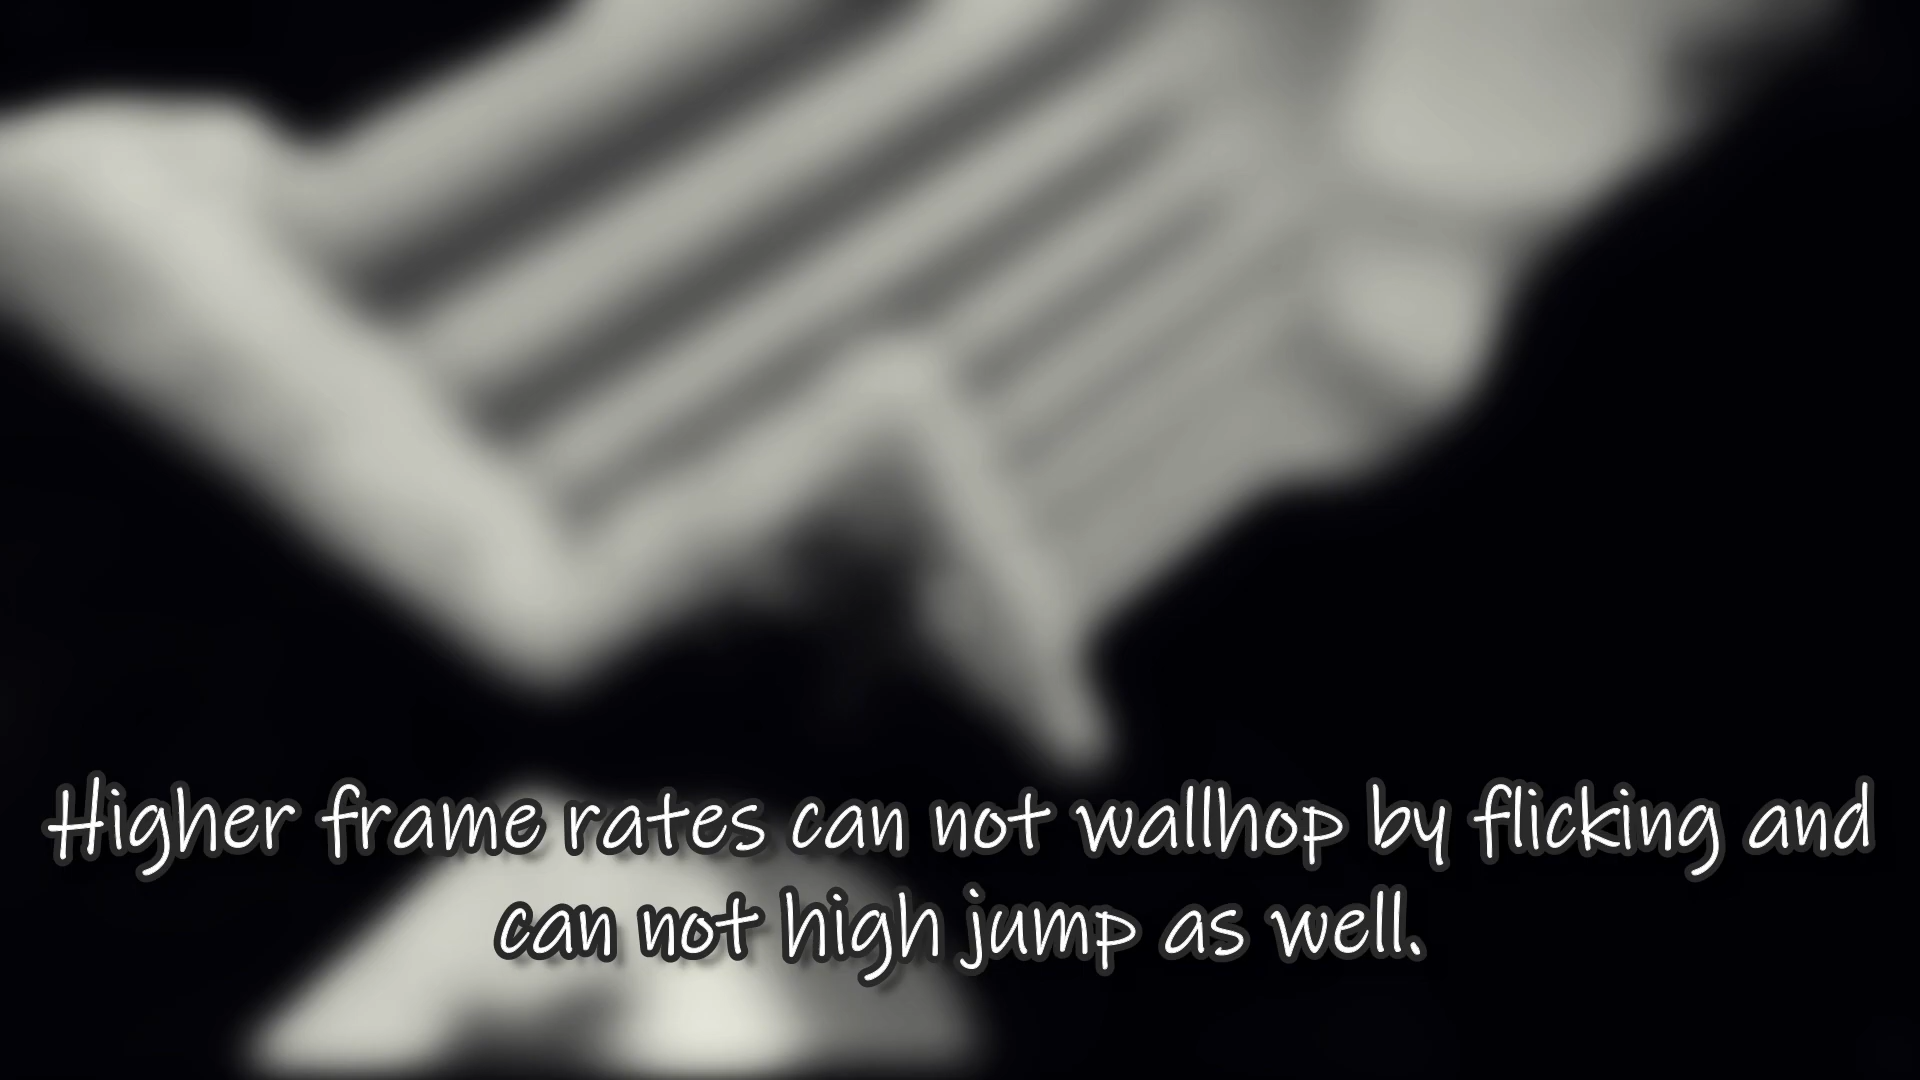 Higher frame rates can not wallhop by flicking and
can not high jump as well.